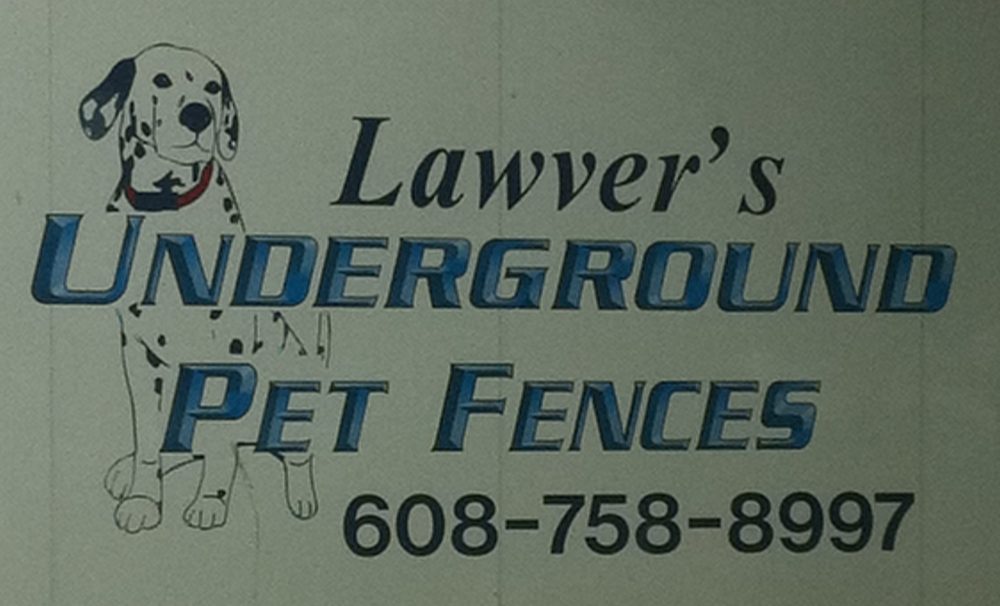 Lawver's
UNDERGROUND
PET FENCES
608-758-8997